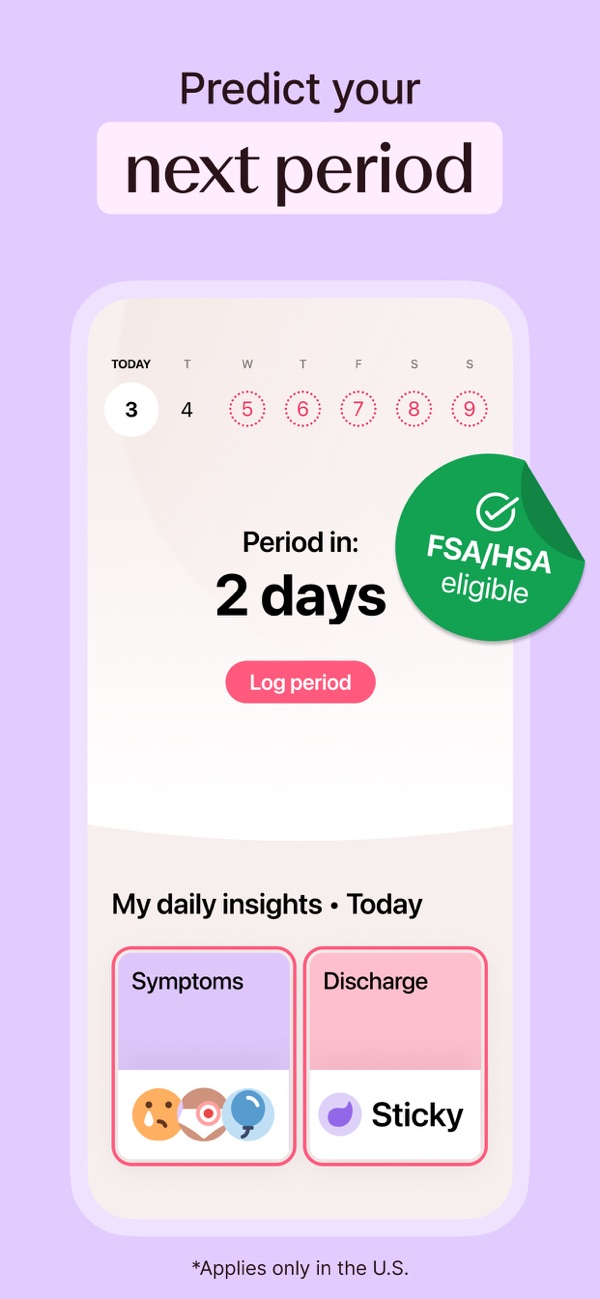 Predict your
next period
TODAY T W T F S S
3 4 5 6 7 8 9
FSA/HSA
eligible
Period in:
2 days
Log period
My daily insights • Today
Symptoms
Discharge
Sticky
*Applies only in the U.S.